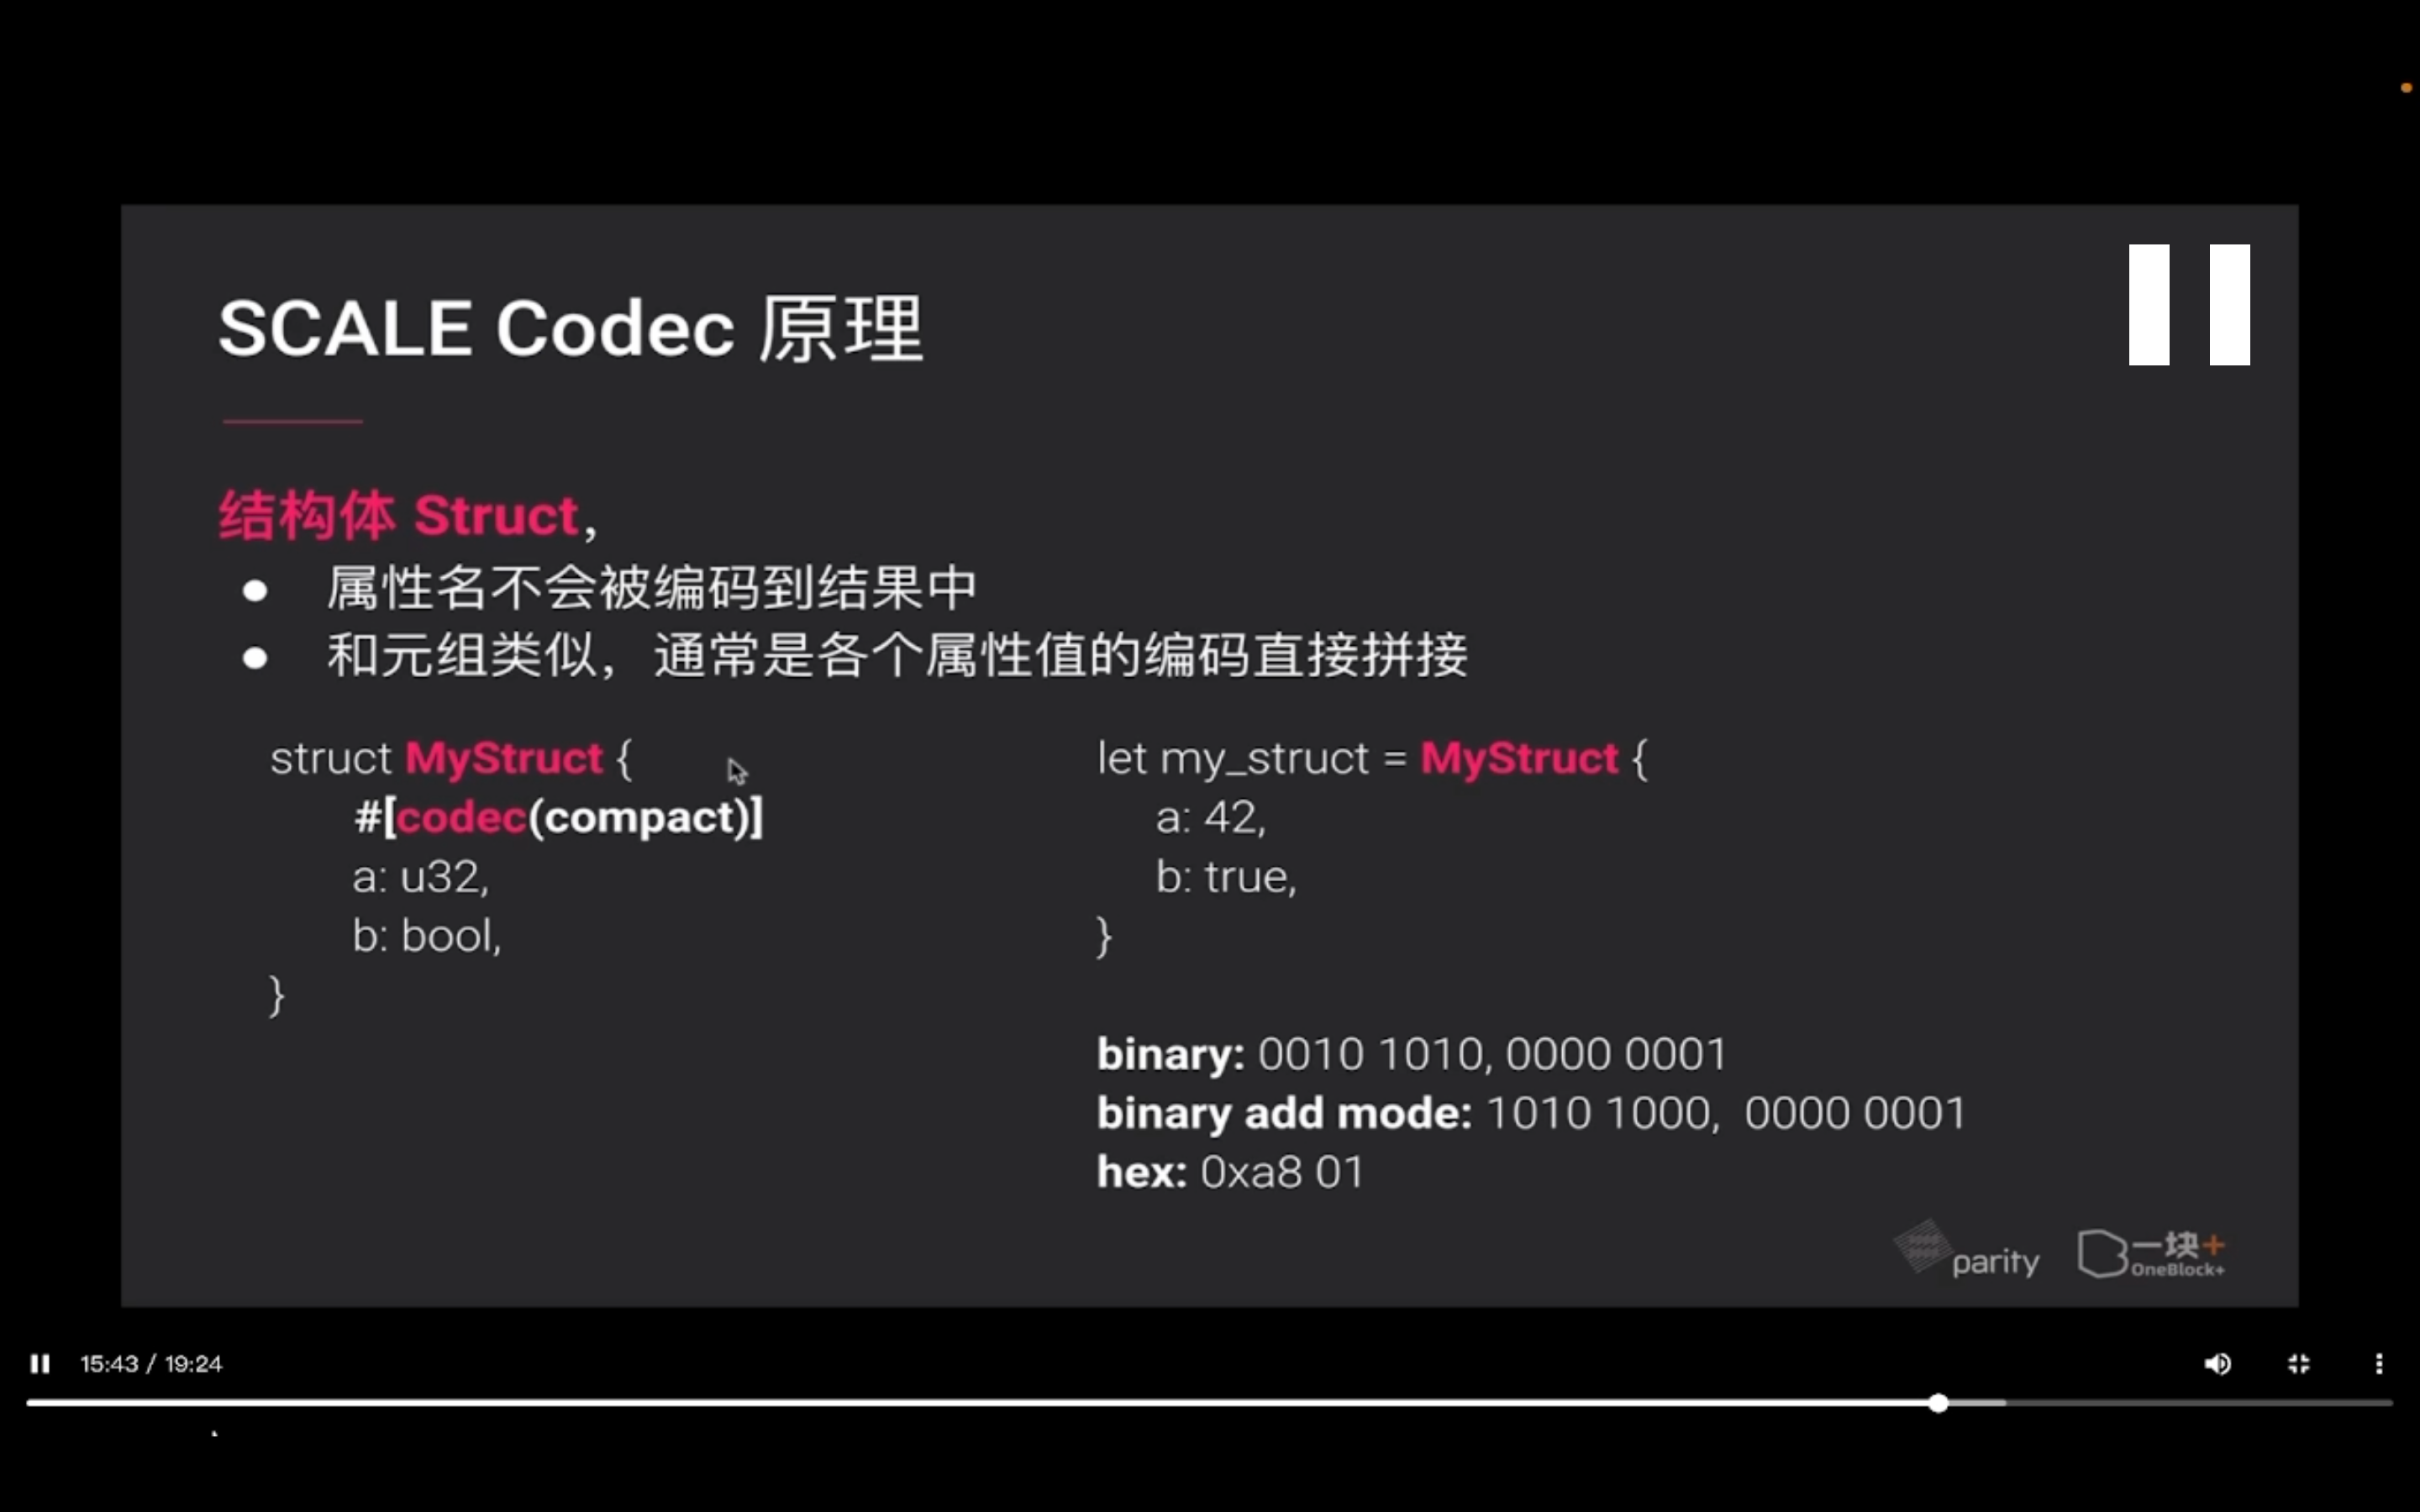 SCALE Codec 原理
结构体 Struct,
● 属性名不会被编码到结果中
● 和元组类似，通常是各个属性值的编码直接拼接
struct MyStruct {
#[codec(compact)]
a: u32,
b: bool,
}
let my_struct = MyStruct {
a: 42,
b: true,
}
binary: 0010 1010, 0000 0001
binary add mode: 1010 1000, 0000 0001
hex: 0xa8 01
parity
一块+
OneBlock+
15:43 / 19:24